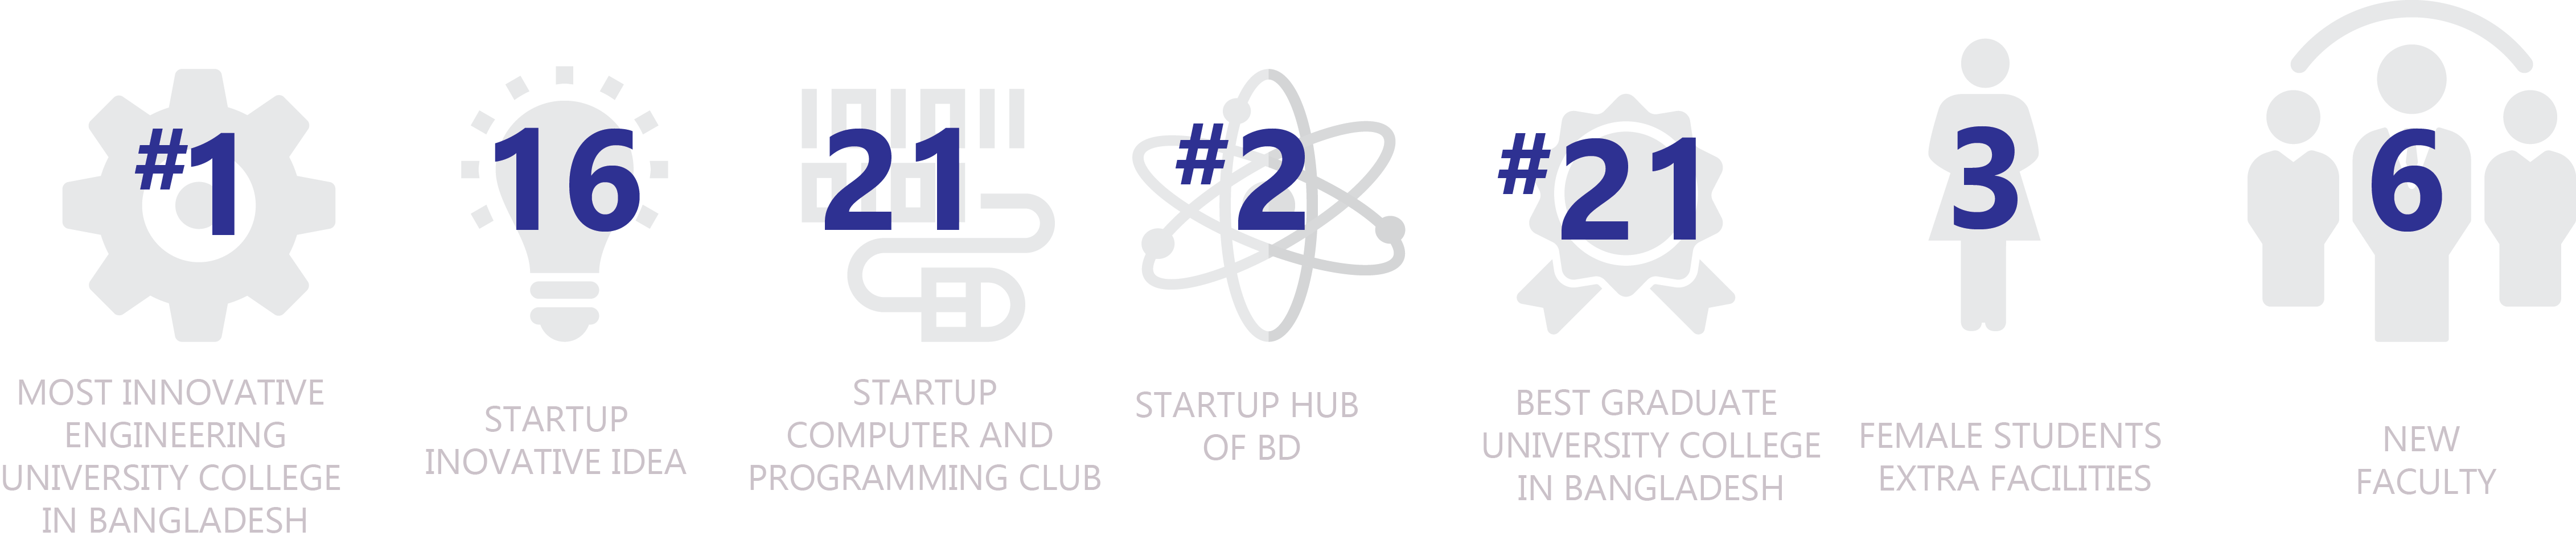 #1
MOST INNOVATIVE
ENGINEERING
UNIVERSITY COLLEGE
IN BANGLADESH
16
STARTUP
INOVATIVE IDEA
21
STARTUP
COMPUTER AND
PROGRAMMING CLUB
#2
STARTUP HUB
OF BD
#21
BEST GRADUATE
UNIVERSITY COLLEGE
IN BANGLADESH
3
FEMALE STUDENTS
EXTRA FACILITIES
6
NEW
FACULTY